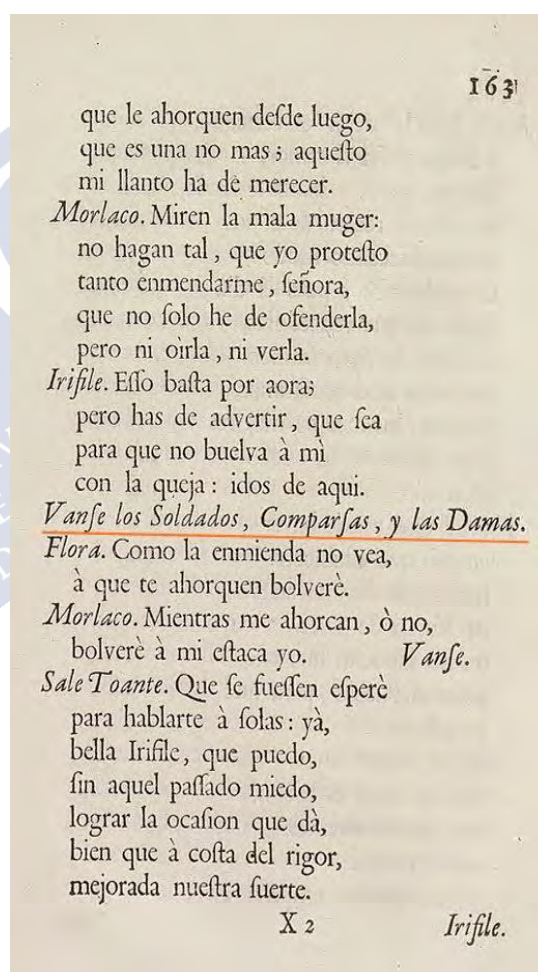 163
que le ahorquen deſde luego,
que es una no mas; aqueſto
mi llanto ha de merecer.
Morlaco. Miren la mala muger:
no hagan tal, que yo proteſto
tanto enmendarme, ſeñora,
que no ſolo he de ofenderla,
pero ni oìrla, ni verla.
Iriſile. Eſſo baſta por aora;
pero has de advertir, que ſea
para que no buelva à mì
con la queja: idos de aqui.
Vanſe los Soldados, Comparſas, y las Damas.
Flora. Como la enmienda no vea,
à que te ahorquen bolverè.
Morlaco. Mientras me ahorcan, ò no,
bolverè à mi eſtaca yo. Vanſe.
Sale Toante. Que ſe fueſſen eſperè
para hablarte à ſolas: yà,
bella Irifile, que puedo,
ſin aquel paſſado miedo,
lograr la ocaſion que dà,
bien que à coſta del rigor,
mejorada nueſtra ſuerte.
X 2 Irifile.